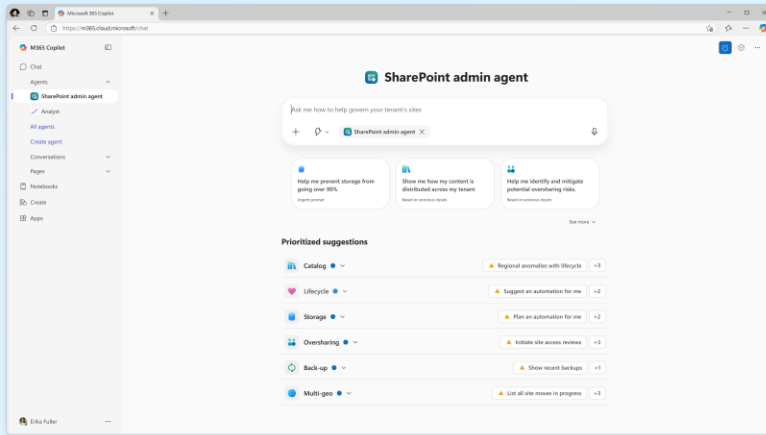 Microsoft 365 Copilot
https://m365.cloud.microsoft/chat
M365 Copilot
Chat
Agents
SharePoint admin agent
Analyst
All agents
Create agent
Conversations
Pages
Notebooks
Create
Apps
Erika Fuller
SharePoint admin agent
Ask me how to help govern your tenant's sites
SharePoint admin agent
Help me prevent storage from
going over 90%
Urgent prompt
Show me how my content is
distributed across my tenant
Based on previous inputs
Help me identify and mitigate
potential oversharing risks.
Based on previous inputs
See more
Prioritized suggestions
Catalog
Regional anomalies with lifecycle
+3
Lifecycle
Suggest an automation for me
+2
Storage
Plan an automation for me
+2
Oversharing
Initiate site access reviews
+3
Back-up
Show recent backups
+1
Multi-geo
List all site moves in progress
+3